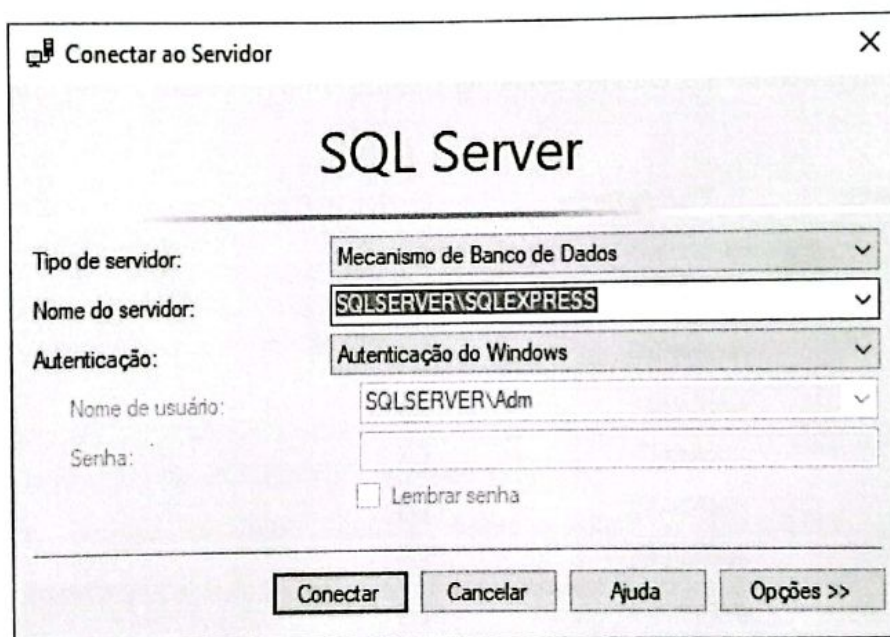 Conectar ao Servidor
SQL Server
Tipo de servidor: Mecanismo de Banco de Dados
Nome do servidor: SQLSERVER\SQLEXPRESS
Autenticação: Autenticação do Windows
Nome de usuário: SQLSERVER\Adm
Senha:
Lembrar senha
Conectar Cancelar Ajuda Opções >>